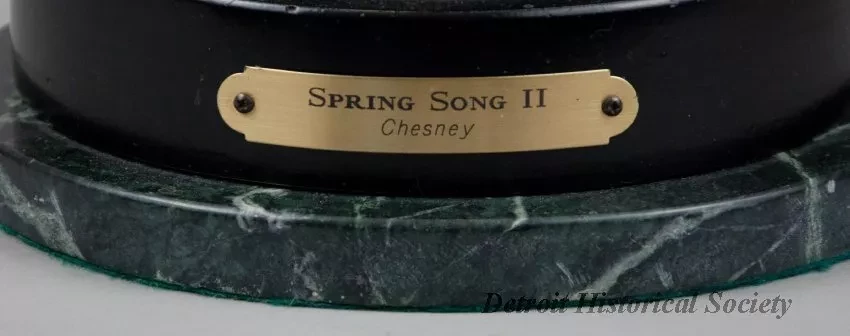 SPRING SONG II
Chesney
Detroit Historical Society